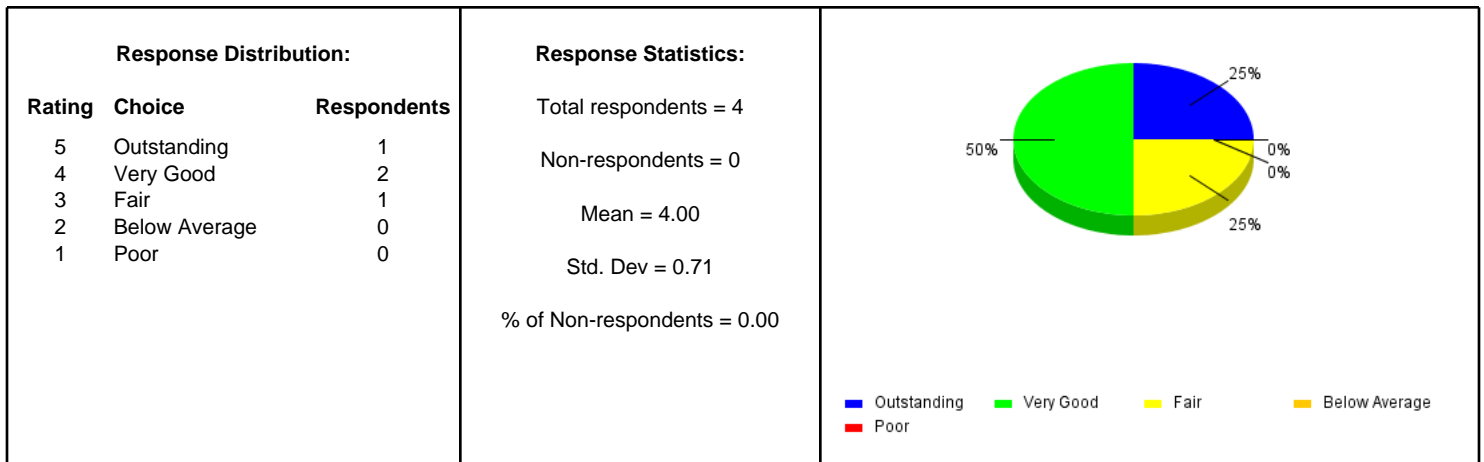 Response Distribution:
Rating Choice Respondents
5 Outstanding 1
4 Very Good 2
3 Fair 1
2 Below Average 0
1 Poor 0
Response Statistics:
Total respondents = 4
Non-respondents = 0
Mean = 4.00
Std. Dev = 0.71
% of Non-respondents = 0.00
25%
50%
0%
0%
25%
Outstanding Very Good Fair Below Average
Poor